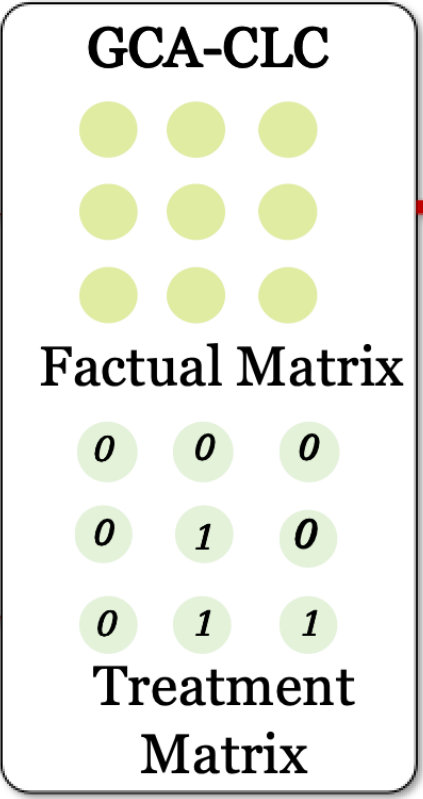 GCA-CLC
Factual Matrix
0 0 0
0 1 0
0 1 1
Treatment
Matrix